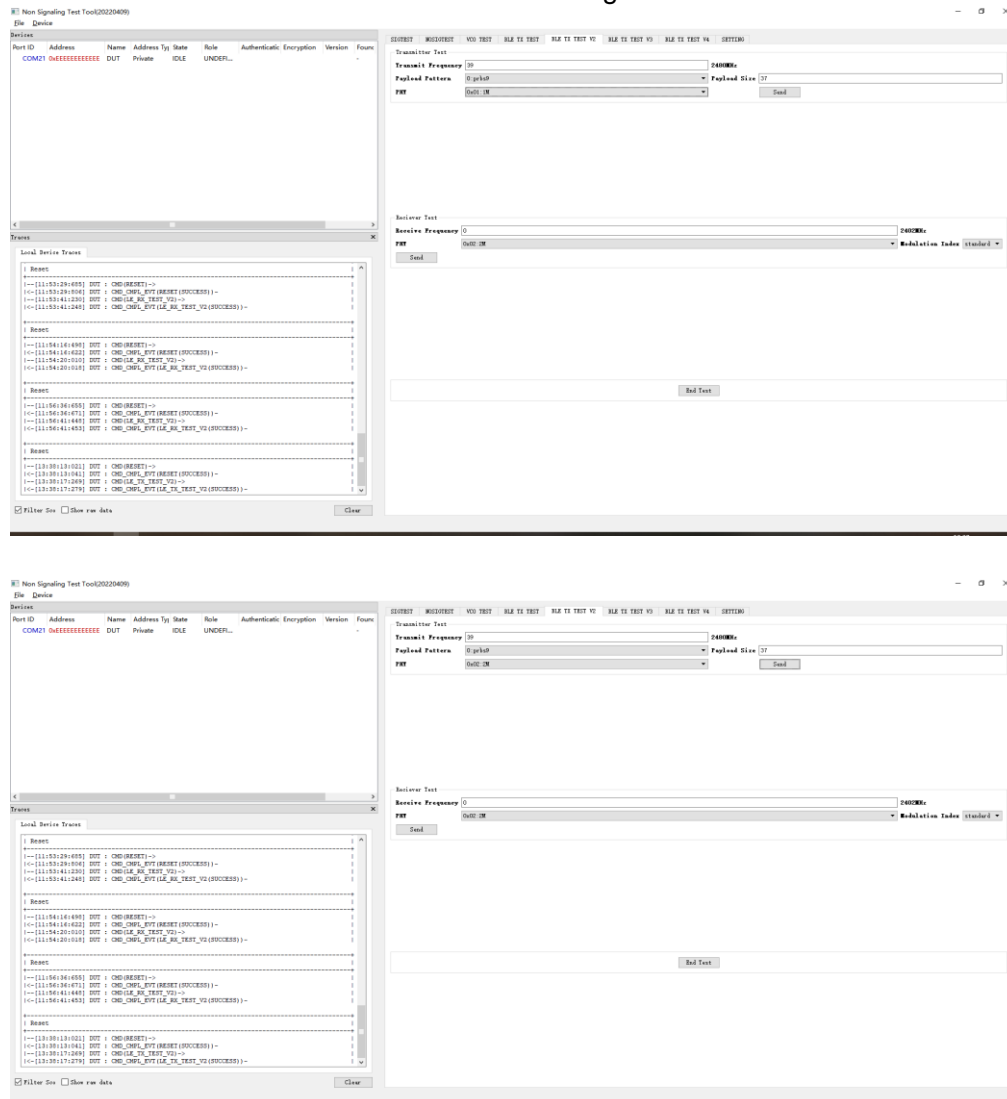 Non Signaling Test Tool(20220409)
File Device
Devices
Port ID Address Name Address Typ State Role Authenticatic Encryption Version Founc
COM21 0xEEEEEEEEEEEE DUT Private IDLE UNDEFI... -
SIGTEST NOSIGTEST VCO TEST BLE TX TEST BLE TX TEST V2 BLE TX TEST V3 BLE TX TEST V4 SETTING
Transmitter Test
Transmit Frequency 39 2480MHz
Payload Pattern 0:prbs9 Payload Size 37
PHY 0x01 1M Send
Reciever Test
Receive Frequency 0 2402MHz
PHY 0x02 2M Modulation Index standard
Send
End Test
Traces
Local Device Traces
| Reset |
|--[11:53:29:685] DUT : CMD(RESET)->
|<-[11:53:29:806] DUT : CMD_CMPL_EVT(RESET(SUCCESS))-
|--[11:53:41:230] DUT : CMD(LE_RX_TEST_V2)->
|<-[11:53:41:248] DUT : CMD_CMPL_EVT(LE_RX_TEST_V2(SUCCESS))-
| Reset |
|--[11:54:16:498] DUT : CMD(RESET)->
|<-[11:54:16:622] DUT : CMD_CMPL_EVT(RESET(SUCCESS))-
|--[11:54:20:010] DUT : CMD(LE_RX_TEST_V2)->
|<-[11:54:20:018] DUT : CMD_CMPL_EVT(LE_RX_TEST_V2(SUCCESS))-
| Reset |
|--[11:56:36:655] DUT : CMD(RESET)->
|<-[11:56:36:671] DUT : CMD_CMPL_EVT(RESET(SUCCESS))-
|--[11:56:41:448] DUT : CMD(LE_RX_TEST_V2)->
|<-[11:56:41:453] DUT : CMD_CMPL_EVT(LE_RX_TEST_V2(SUCCESS))-
| Reset |
|--[13:38:13:021] DUT : CMD(RESET)->
|<-[13:38:13:041] DUT : CMD_CMPL_EVT(RESET(SUCCESS))-
|--[13:38:17:269] DUT : CMD(LE_TX_TEST_V2)->
|<-[13:38:17:279] DUT : CMD_CMPL_EVT(LE_TX_TEST_V2(SUCCESS))-
Filter Scu Show raw data Clear
Non Signaling Test Tool(20220409)
File Device
Devices
Port ID Address Name Address Typ State Role Authenticatic Encryption Version Founc
COM21 0xEEEEEEEEEEEE DUT Private IDLE UNDEFI... -
SIGTEST NOSIGTEST VCO TEST BLE TX TEST BLE TX TEST V2 BLE TX TEST V3 BLE TX TEST V4 SETTING
Transmitter Test
Transmit Frequency 39 2480MHz
Payload Pattern 0:prbs9 Payload Size 37
PHY 0x02 2M Send
Reciever Test
Receive Frequency 0 2402MHz
PHY 0x02 2M Modulation Index standard
Send
End Test
Traces
Local Device Traces
| Reset |
|--[11:53:29:685] DUT : CMD(RESET)->
|<-[11:53:29:806] DUT : CMD_CMPL_EVT(RESET(SUCCESS))-
|--[11:53:41:230] DUT : CMD(LE_RX_TEST_V2)->
|<-[11:53:41:248] DUT : CMD_CMPL_EVT(LE_RX_TEST_V2(SUCCESS))-
| Reset |
|--[11:54:16:498] DUT : CMD(RESET)->
|<-[11:54:16:622] DUT : CMD_CMPL_EVT(RESET(SUCCESS))-
|--[11:54:20:010] DUT : CMD(LE_RX_TEST_V2)->
|<-[11:54:20:018] DUT : CMD_CMPL_EVT(LE_RX_TEST_V2(SUCCESS))-
| Reset |
|--[11:56:36:655] DUT : CMD(RESET)->
|<-[11:56:36:671] DUT : CMD_CMPL_EVT(RESET(SUCCESS))-
|--[11:56:41:448] DUT : CMD(LE_RX_TEST_V2)->
|<-[11:56:41:453] DUT : CMD_CMPL_EVT(LE_RX_TEST_V2(SUCCESS))-
| Reset |
|--[13:38:13:021] DUT : CMD(RESET)->
|<-[13:38:13:041] DUT : CMD_CMPL_EVT(RESET(SUCCESS))-
|--[13:38:17:269] DUT : CMD(LE_TX_TEST_V2)->
|<-[13:38:17:279] DUT : CMD_CMPL_EVT(LE_TX_TEST_V2(SUCCESS))-
Filter Scu Show raw data Clear